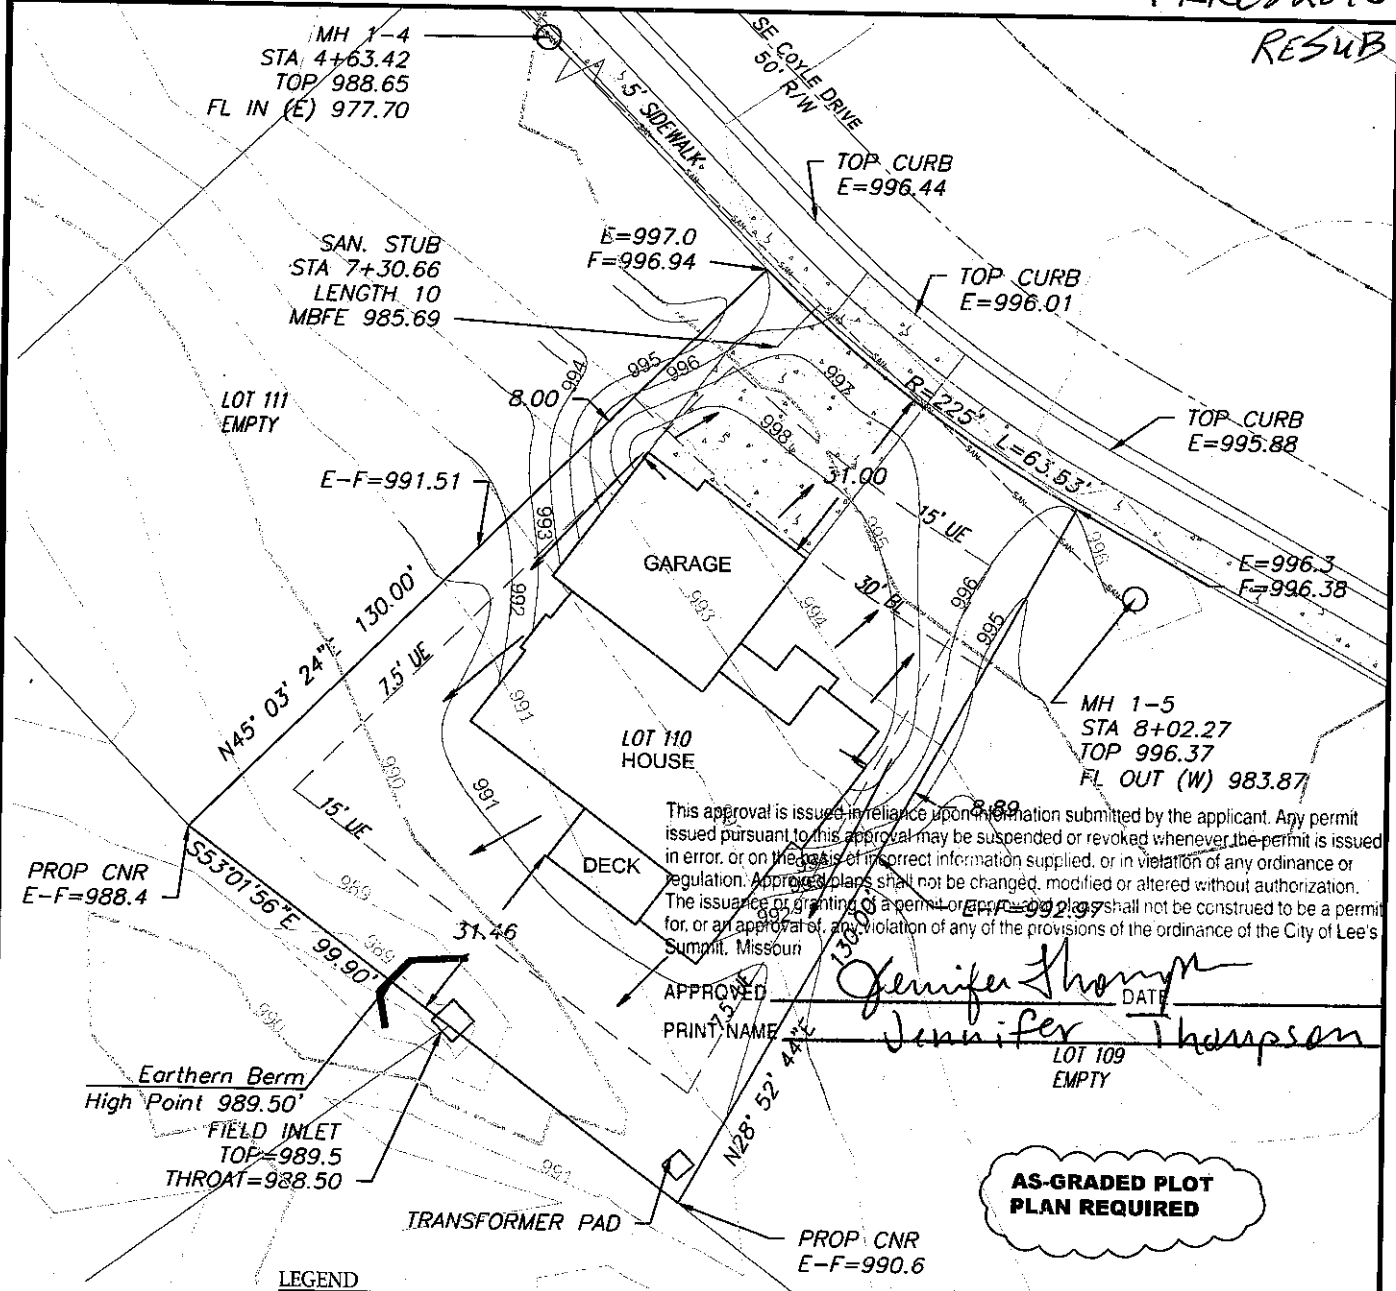 RESUB
MH 1-4
STA 4+63.42
TOP 988.65
FL IN (E) 977.70
SE COYLE DRIVE
50' R/W
5' SIDEWALK
TOP CURB
E=996.44
SAN. STUB
STA 7+30.66
LENGTH 10
MBFE 985.69
E=997.0
F=996.94
TOP CURB
E=996.01
994
995
996
997
998
8.00
LOT 111
EMPTY
R=225' L=63.53'
TOP CURB
E=995.88
E-F=991.51
31.00
993
15' UE
995
996
996
GARAGE
30' BL
E=996.3
F=996.38
992
993
994
995
N45° 03' 24"E 130.00'
7.5' UE
991
LOT 110
HOUSE
MH 1-5
STA 8+02.27
TOP 996.37
FL OUT (W) 983.87
990
991
15' UE
8.89
This approval is issued in reliance upon information submitted by the applicant. Any permit
issued pursuant to this approval may be suspended or revoked whenever the permit is issued
in error, or on the basis of incorrect information supplied, or in violation of any ordinance or
regulation. Approved plans shall not be changed, modified or altered without authorization.
The issuance or granting of a permit or approval of plans shall not be construed to be a permit
for, or an approval of, any violation of any of the provisions of the ordinance of the City of Lee's
Summit, Missouri
992
E-F=992.97
PROP CNR
E-F=988.4
DECK
989
S53°01'56"E 99.90'
31.46
989
130.00'
7.5' UE
APPROVED Jennifer Thompson DATE
PRINT NAME Jennifer Thompson
LOT 109
EMPTY
N28° 52' 44"E
990
Earthern Berm
High Point 989.50'
FIELD INLET
TOP=989.5
THROAT=988.50
991
TRANSFORMER PAD
PROP CNR
E-F=990.6
AS-GRADED PLOT
PLAN REQUIRED
LEGEND